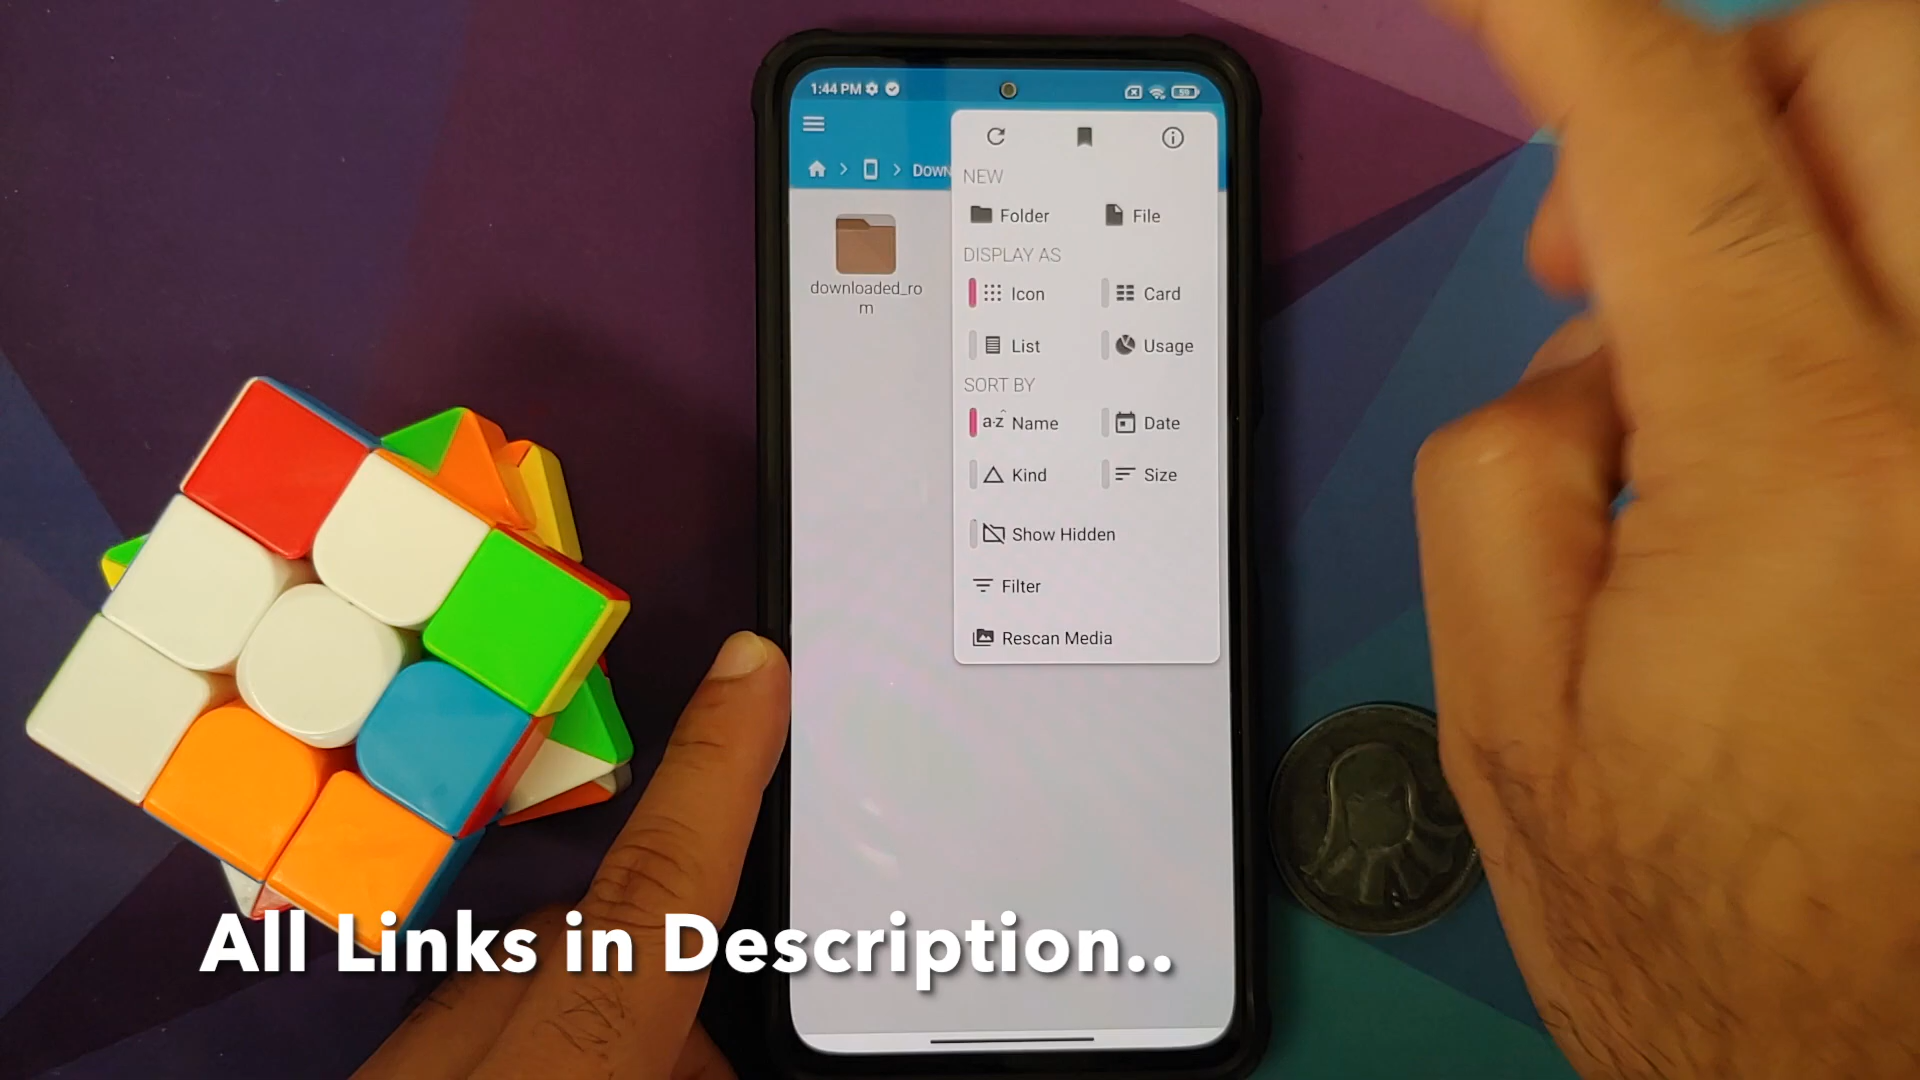 1:44 PM
59
DOWN
NEW
Folder File
DISPLAY AS
Icon Card
List Usage
SORT BY
a-z Name Date
Kind Size
Show Hidden
Filter
Rescan Media
downloaded_ro
m
All Links in Description..